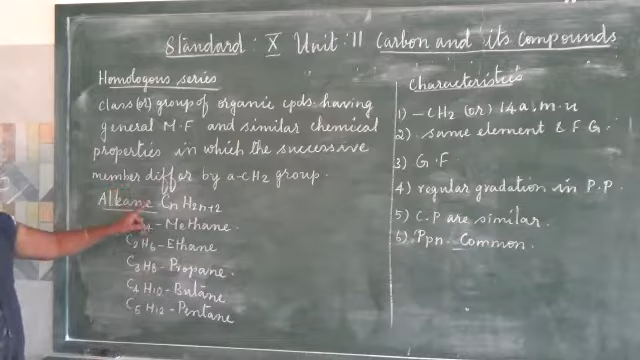 Standard : X Unit : 11 Carbon and its compounds
Homologous series
Class (or) group of organic cpds having
general M.F and similar chemical
properties in which the successive
member differ by a -CH2 group.
Alkane CnH2n+2
4 - Methane
C2H6 - Ethane
C3H8 - Propane.
C4H10 - Butane
C5H12 - Pentane
Characteristics
1) -CH2 (or) 14 a.m.u
2) same element & F G.
3) G.F
4) regular gradation in P.P.
5) C.P are similar.
6) Ppn. Common.